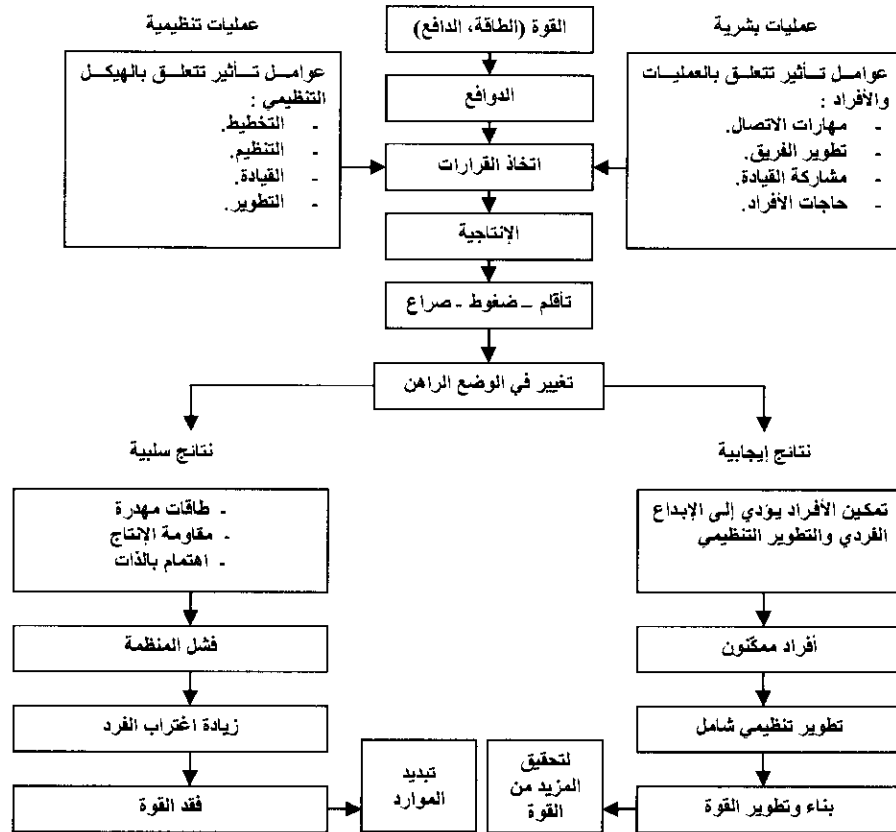 عمليات بشرية
القوة (الطاقة، الدافع)
عمليات تنظيمية
عوامل تأثير تتعلق بالعمليات
والأفراد :
- مهارات الاتصال.
- تطوير الفريق.
- مشاركة القيادة.
- حاجات الأفراد.
الدوافع
عوامل تأثير تتعلق بالهيكل
التنظيمي :
- التخطيط.
- التنظيم.
- القيادة.
- التطوير.
اتخاذ القرارات
الإنتاجية
تأقلم – ضغوط - صراع
تغيير في الوضع الراهن
نتائج إيجابية
تمكين الأفراد يؤدي إلى الإبداع
الفردي والتطوير التنظيمي
أفراد ممكّنون
تطوير تنظيمي شامل
بناء وتطوير القوة
لتحقيق
المزيد من
القوة
نتائج سلبية
- طاقات مهدرة
- مقاومة الإنتاج
- اهتمام بالذات
فشل المنظمة
زيادة اغتراب الفرد
فقد القوة
تبديد
الموارد